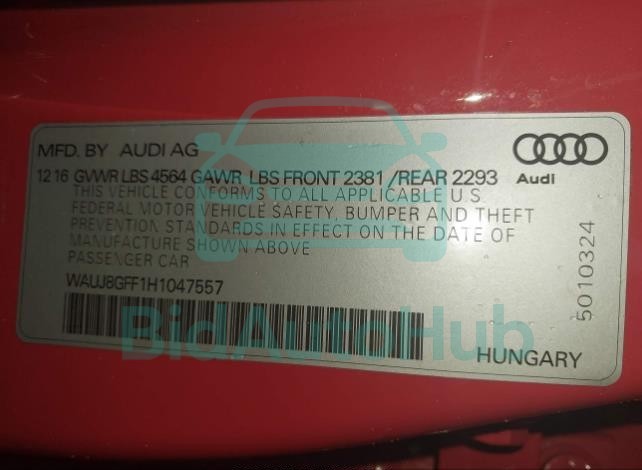 MFD. BY AUDI AG
12 16 GVWR LBS 4564 GAWR LBS FRONT 2381 /REAR 2293
Audi
THIS VEHICLE CONFORMS TO ALL APPLICABLE U.S
FEDERAL MOTOR VEHICLE SAFETY, BUMPER AND THEFT
PREVENTION STANDARDS IN EFFECT ON THE DATE OF
MANUFACTURE SHOWN ABOVE
PASSENGER CAR
WAUJ8GFF1H1047557
5010324
BidAutoHub
HUNGARY